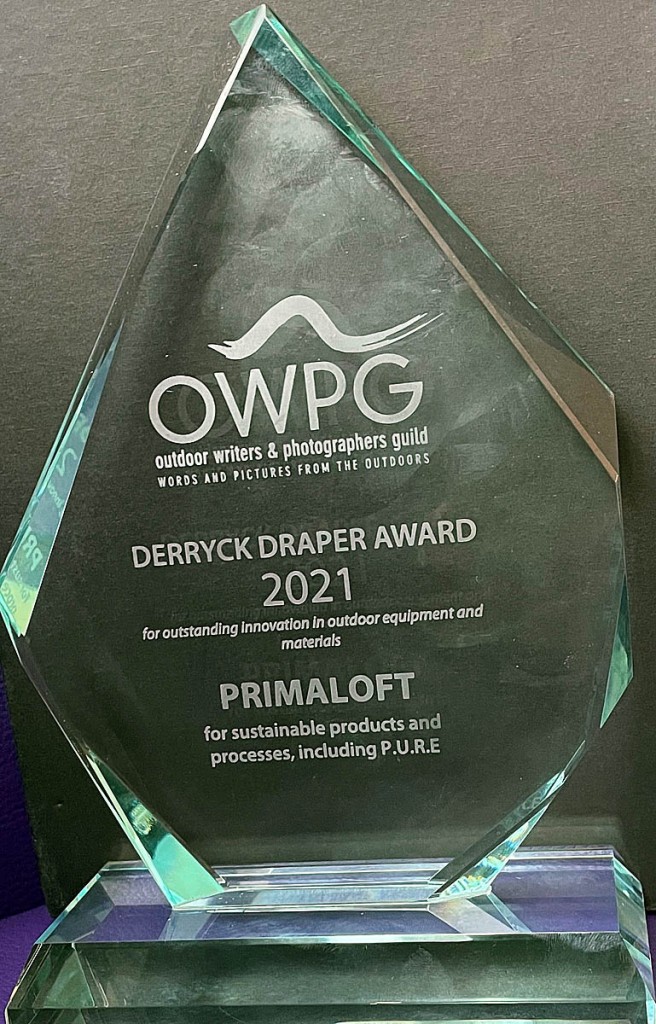 OWPG
outdoor writers & photographers guild
WORDS AND PICTURES FROM THE OUTDOORS
DERRYCK DRAPER AWARD
2021
for outstanding innovation in outdoor equipment and
materials
PRIMALOFT
for sustainable products and
processes, including P.U.R.E